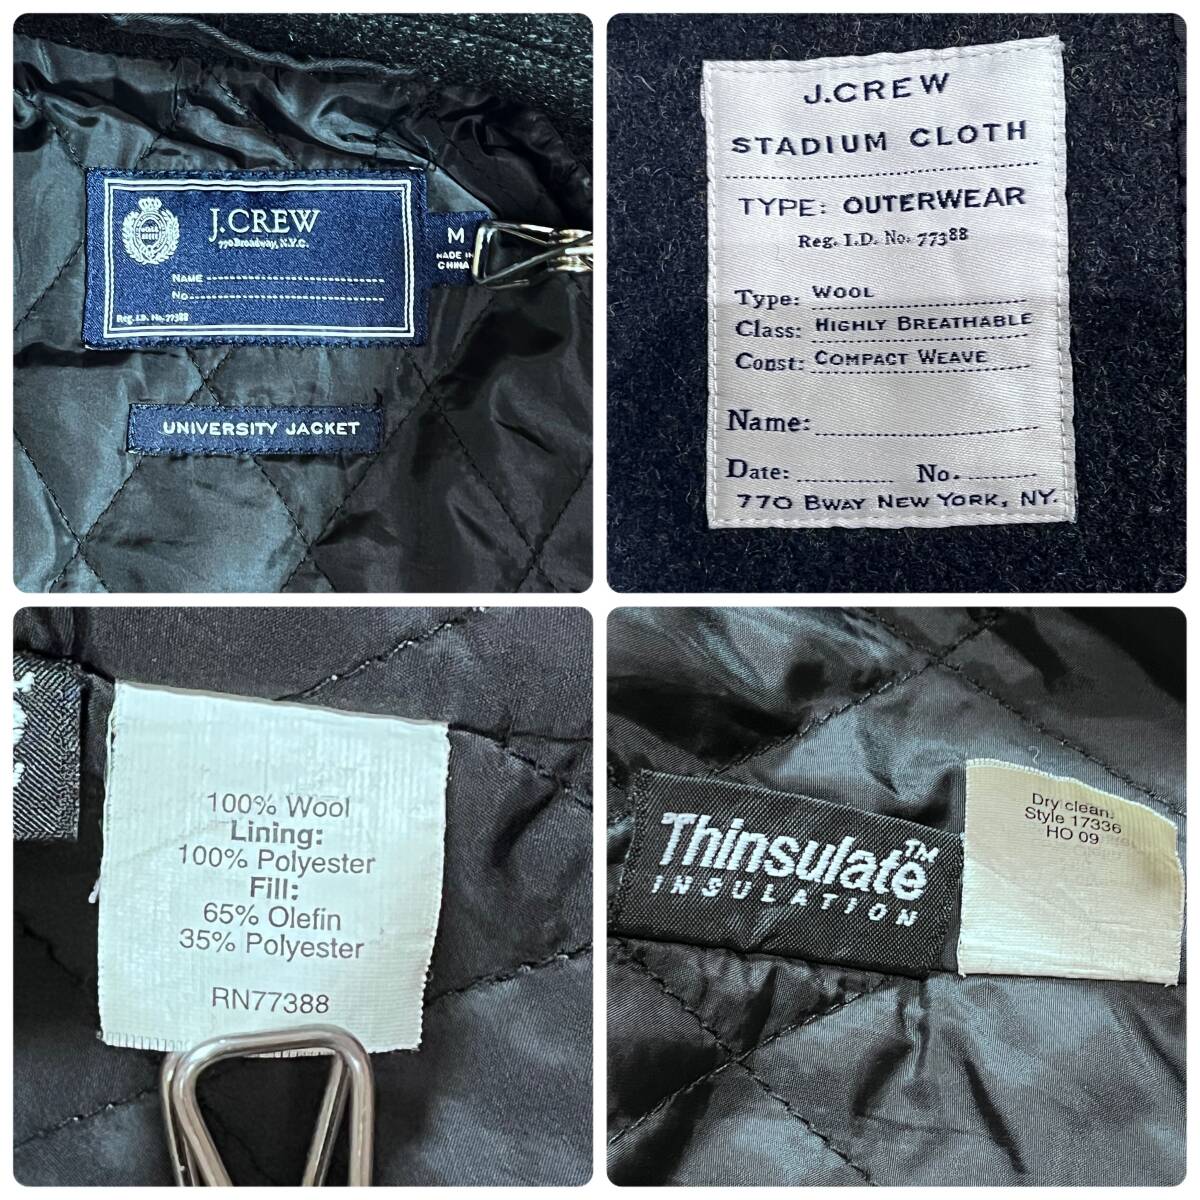 J.CREW
770 Broadway, N.Y.C.
NAME
No.
Reg. I.D. No. 77388
M
MADE IN
CHINA
UNIVERSITY JACKET
J.CREW
STADIUM CLOTH
TYPE: OUTERWEAR
Reg. I.D. No. 77388
Type: WOOL
Class: HIGHLY BREATHABLE
Const: COMPACT WEAVE
Name:
Date: No.
770 BWAY NEW YORK, NY.
100% Wool
Lining:
100% Polyester
Fill:
65% Olefin
35% Polyester
RN77388
Thinsulate™
INSULATION
Dry clean.
Style 17336
HO 09